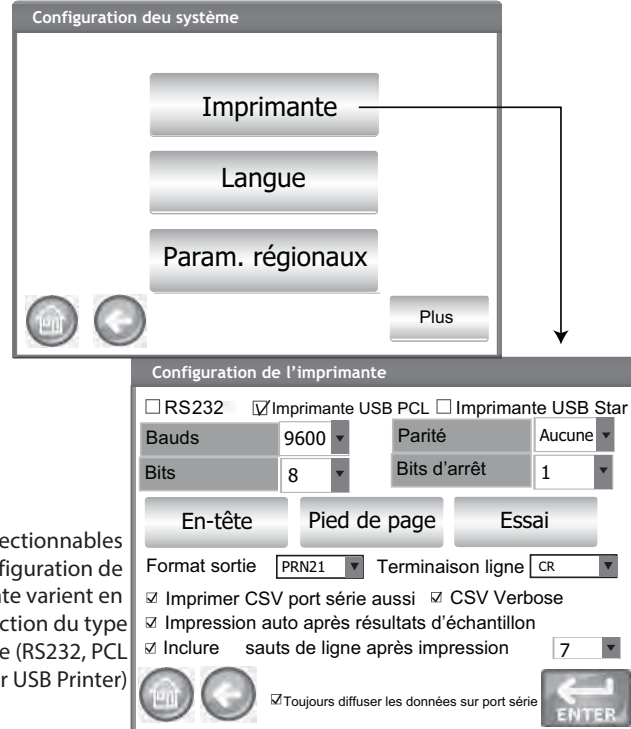 Configuration deu système
Imprimante
Langue
Param. régionaux
Plus
Configuration de l'imprimante
RS232 Imprimante USB PCL Imprimante USB Star
Bauds 9600 Parité Aucune
Bits 8 Bits d'arrêt 1
En-tête Pied de page Essai
Format sortie PRN21 Terminaison ligne CR
Imprimer CSV port série aussi CSV Verbose
Impression auto après résultats d'échantillon
Inclure sauts de ligne après impression 7
Toujours diffuser les données sur port série ENTER
ectionnables
figuration de
te varient en
ction du type
e (RS232, PCL
r USB Printer)